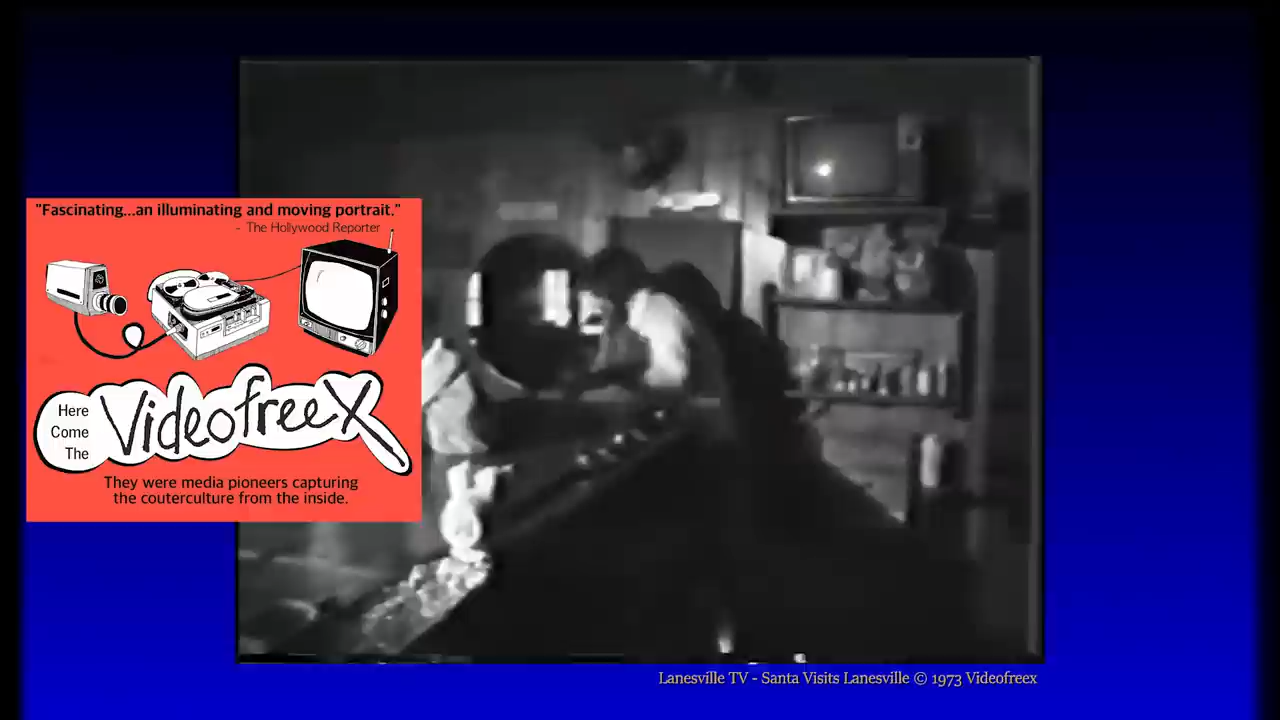 "Fascinating...an illuminating and moving portrait."
- The Hollywood Reporter
Here
Come
The
Videofreex
They were media pioneers capturing
the couterculture from the inside.
Lanesville TV - Santa Visits Lanesville © 1973 Videofreex